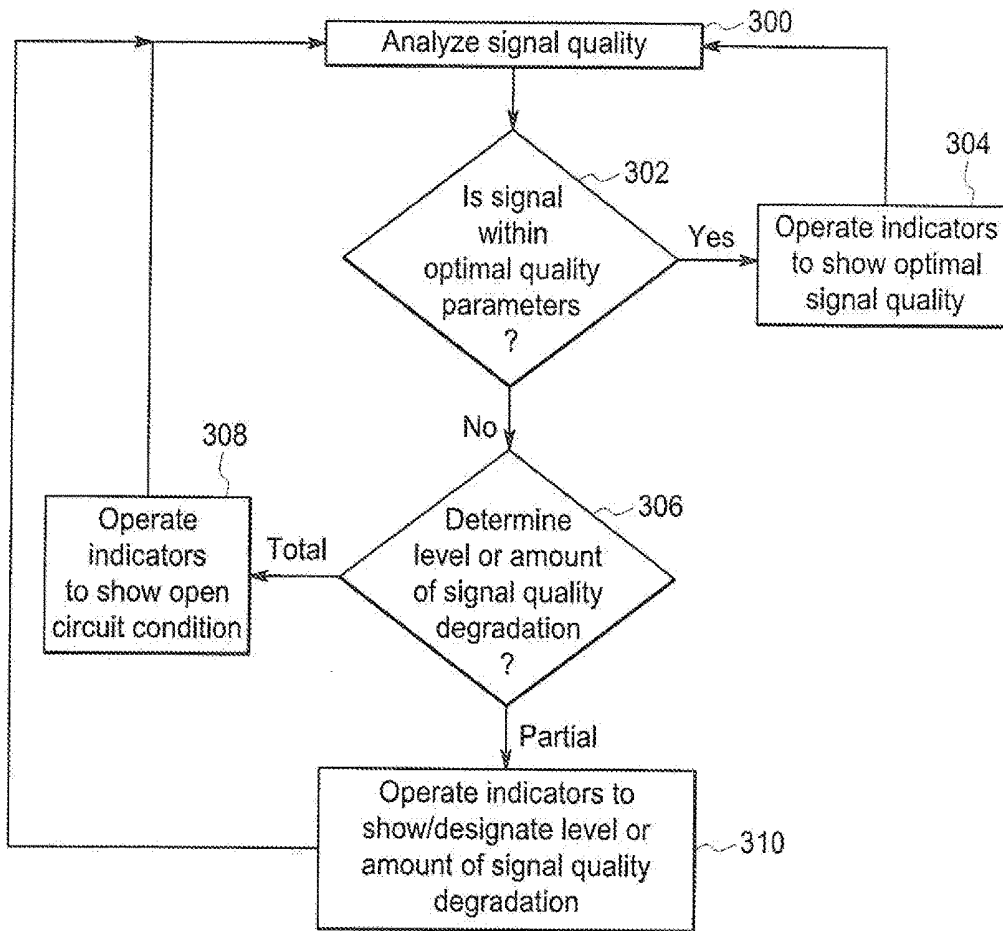 300
Analyze signal quality
302
Is signal
within
optimal quality
parameters
?
Yes
304
Operate indicators
to show optimal
signal quality
No
308
Operate
indicators
to show open
circuit condition
Total
306
Determine
level or amount
of signal quality
degradation
?
Partial
Operate indicators to
show/designate level or
amount of signal quality
degradation
310